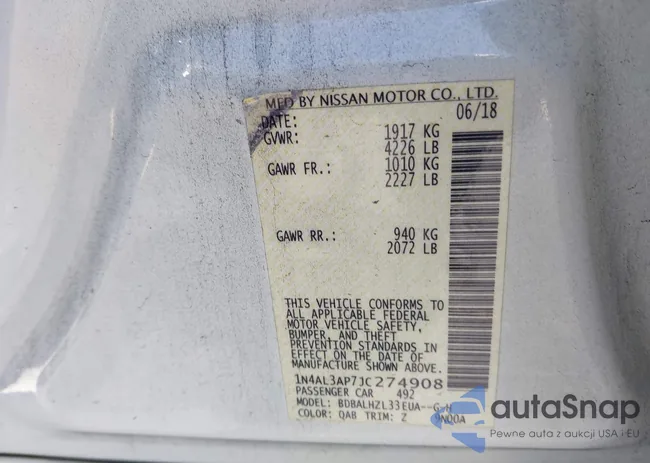 MFD BY NISSAN MOTOR CO., LTD.
DATE: 06/18
GVWR: 1917 KG
4226 LB
GAWR FR.: 1010 KG
2227 LB
GAWR RR.: 940 KG
2072 LB
THIS VEHICLE CONFORMS TO
ALL APPLICABLE FEDERAL
MOTOR VEHICLE SAFETY,
BUMPER, AND THEFT
PREVENTION STANDARDS IN
EFFECT ON THE DATE OF
MANUFACTURE SHOWN ABOVE.
1N4AL3AP7JC274908
PASSENGER CAR 492
MODEL: BDBALHZL33EUA--G-H
COLOR: QAB TRIM: Z
autoSnap
Pewne auta z aukcji USA i EU